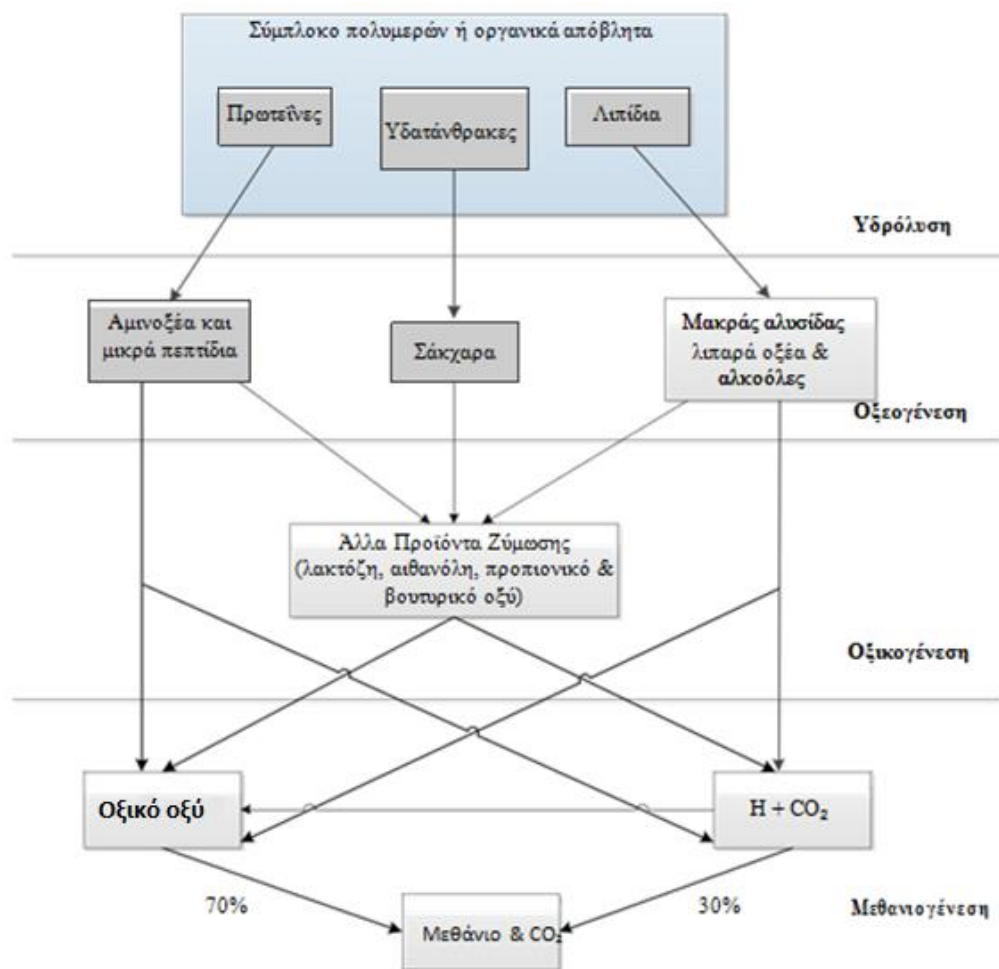 Σύμπλοκο πολυμερών ή οργανικά απόβλητα
Πρωτεΐνες
Υδατάνθρακες
Λιπίδια
Υδρόλυση
Αμινοξέα και
μικρά πεπτίδια
Σάκχαρα
Μακράς αλυσίδας
λιπαρά οξέα &
αλκοόλες
Οξεογένεση
Άλλα Προϊόντα Ζύμωσης
(λακτόζη, αιθανόλη, προπιονικό &
βουτυρικό οξύ)
Οξικογένεση
Οξικό οξύ
H + CO₂
70%
30%
Μεθανιογένεση
Μεθάνιο & CO₂